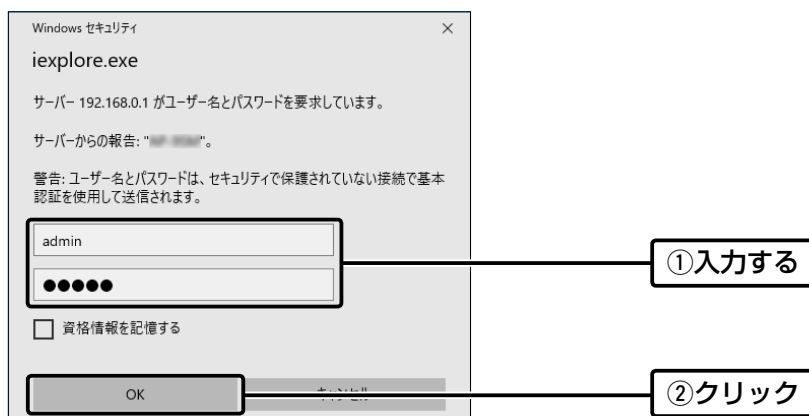 Windows セキュリティ
iexplore.exe
サーバー 192.168.0.1 がユーザー名とパスワードを要求しています。
サーバーからの報告: " "。
警告: ユーザー名とパスワードは、セキュリティで保護されていない接続で基本
認証を使用して送信されます。
admin
●●●●●
①入力する
資格情報を記憶する
OK
キャンセル
②クリック